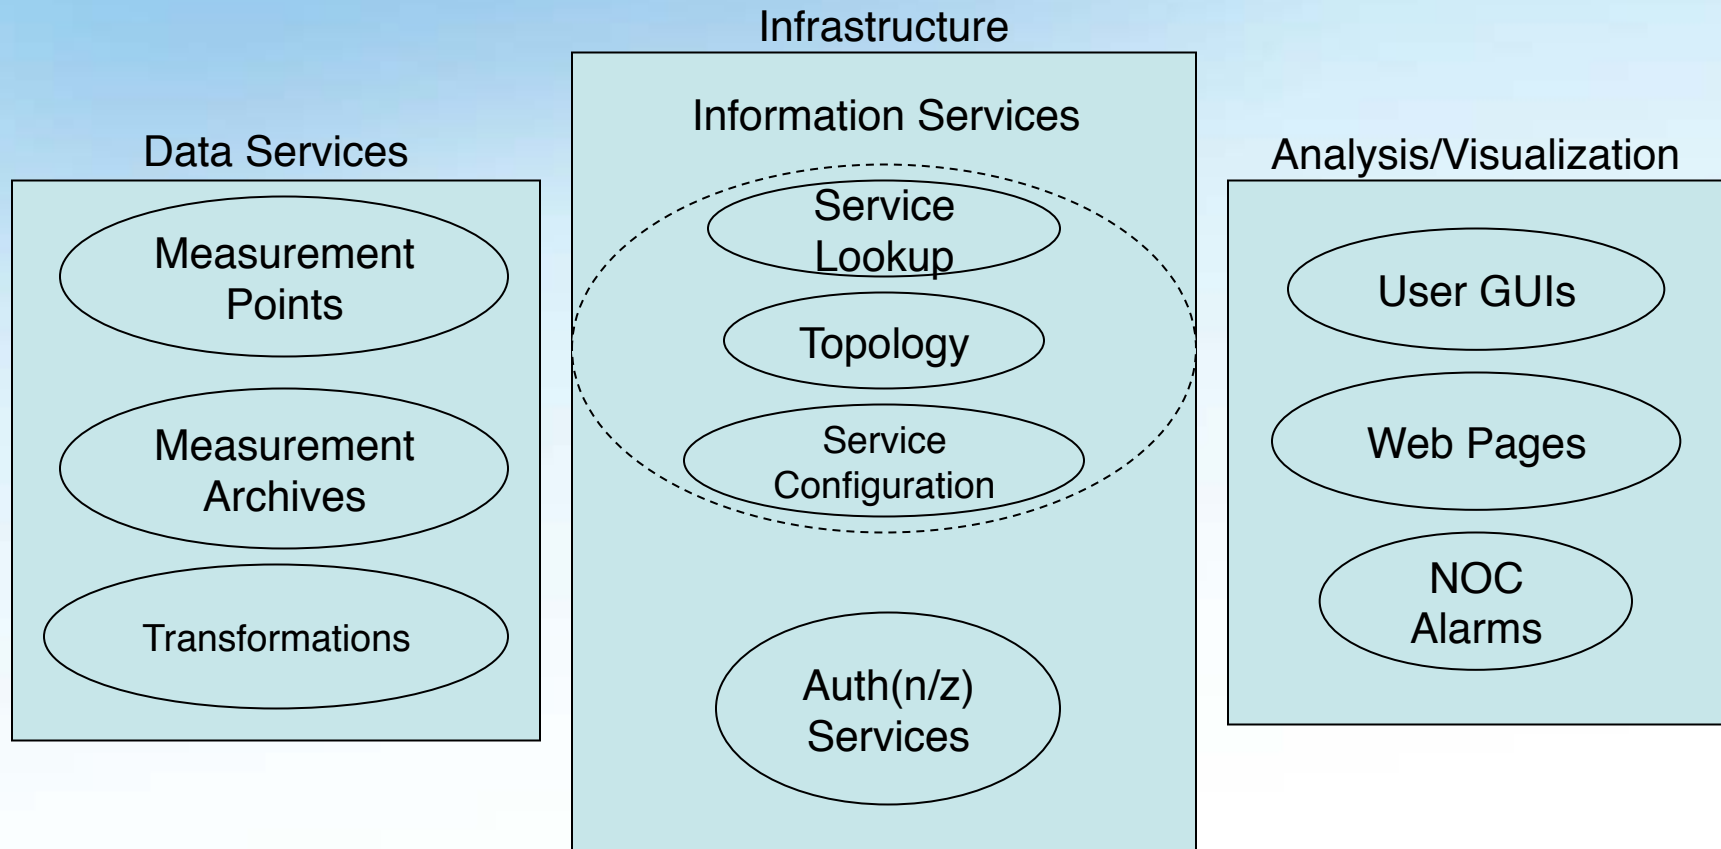 Infrastructure
Data Services
Measurement
Points
Measurement
Archives
Transformations
Information Services
Service
Lookup
Topology
Service
Configuration
Auth(n/z)
Services
Analysis/Visualization
User GUIs
Web Pages
NOC
Alarms